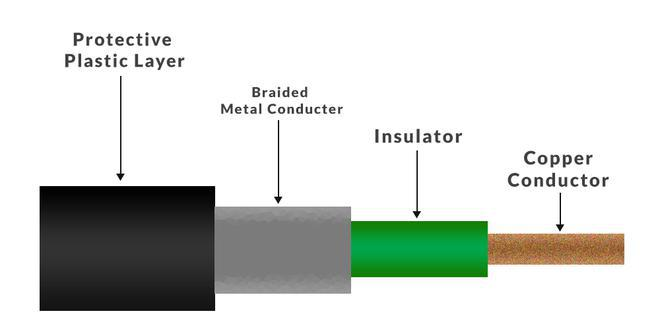 Protective
Plastic Layer
Braided
Metal Conducter
Insulator
Copper
Conductor